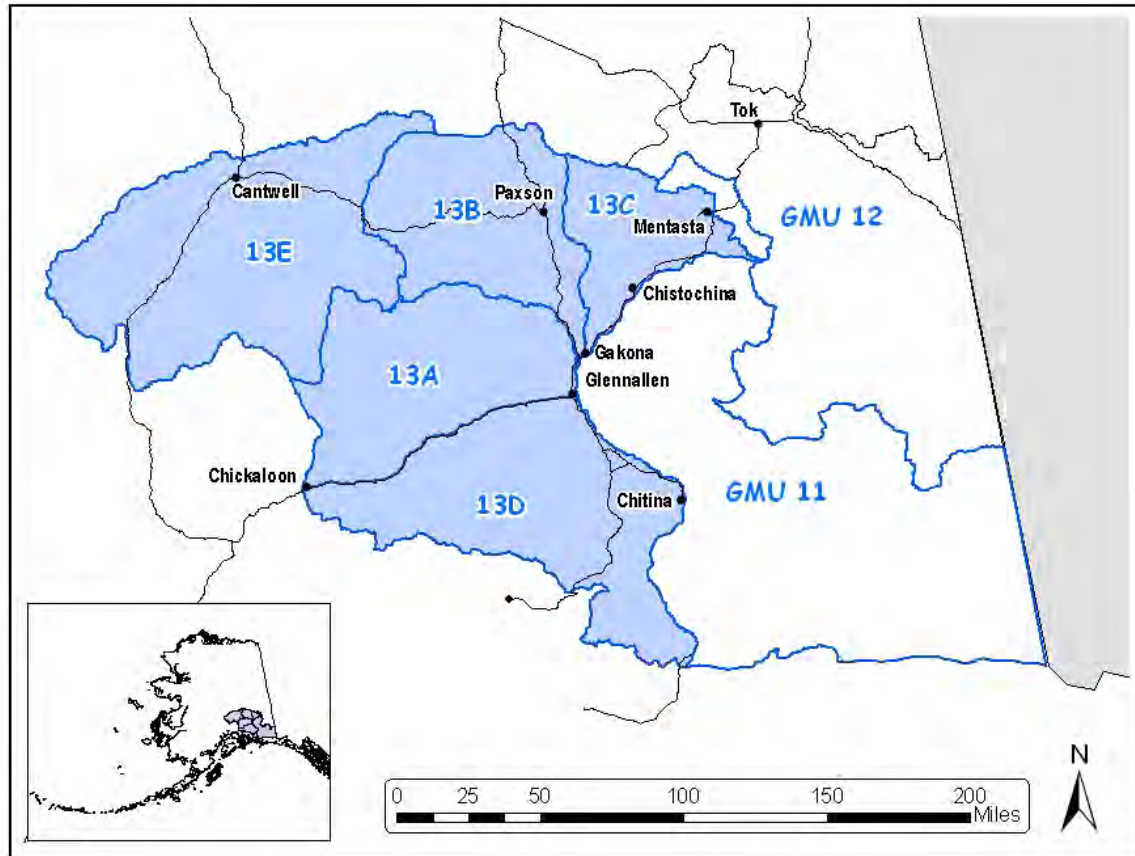 Tok
Cantwell
Paxson
13B
13C
Mentasta
GMU 12
13E
Chistochina
Gakona
Glennallen
13A
Chickaloon
13D
Chitina
GMU 11
N
0 25 50 100 150 200
Miles